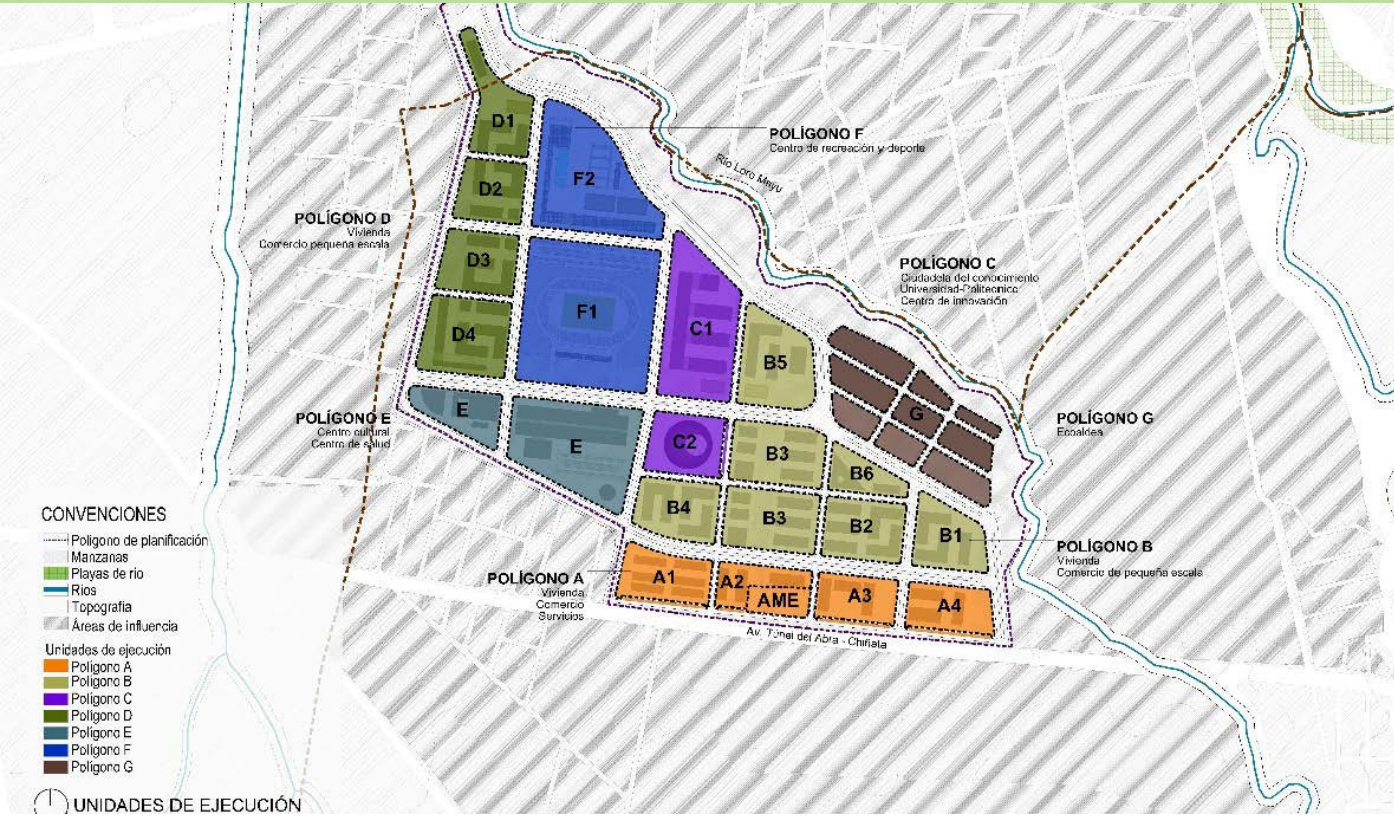 POLÍGONO F
Centro de recreación y deporte
Río Loro Mayu
POLÍGONO D
Vivienda
Comercio pequeña escala
POLÍGONO C
Ciudadela del conocimiento
Universidad-Politecnico
Centro de innovación
POLÍGONO E
Centro cultural
Centro de salud
POLÍGONO G
Ecoaldea
POLÍGONO B
Vivienda
Comercio de pequeña escala
POLÍGONO A
Vivienda
Comercio
Servicios
Av. Túnel del Abra - Chiñata
D1
D2
D3
D4
F2
F1
C1
C2
B5
G
E
E
B3
B6
B4
B3
B2
B1
A1
A2
AME
A3
A4
CONVENCIONES
Polígono de planificación
Manzanas
Playas de río
Ríos
Topografía
Áreas de influencia
Unidades de ejecución
Polígono A
Polígono B
Polígono C
Polígono D
Polígono E
Polígono F
Polígono G
UNIDADES DE EJECUCIÓN